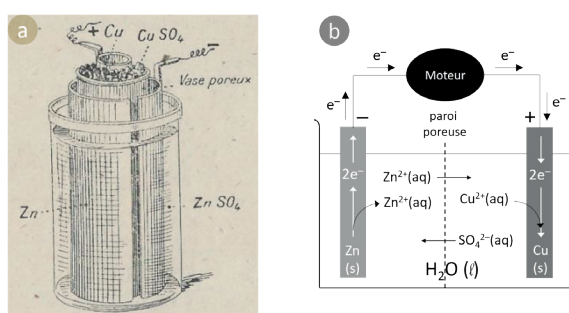 a
+ Cu
Cu SO₄
−
Vase poreux
Zn
Zn SO₄
b
e⁻
e⁻
Moteur
e⁻
e⁻
−
paroi
poreuse
+
2e⁻
Zn²⁺(aq)
Zn²⁺(aq)
Cu²⁺(aq)
2e⁻
SO₄²⁻(aq)
Zn
(s)
Cu
(s)
H₂O (ℓ)